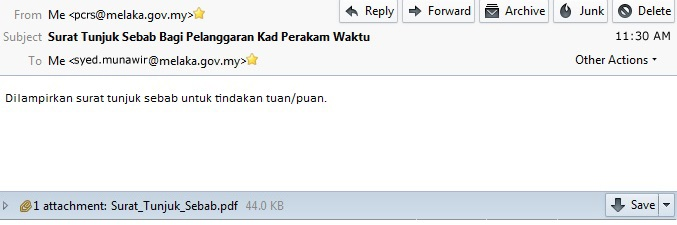 From Me <pcrs@melaka.gov.my> Reply Forward Archive Junk Delete
Subject Surat Tunjuk Sebab Bagi Pelanggaran Kad Perakam Waktu 11:30 AM
To Me <syed.munawir@melaka.gov.my> Other Actions
Dilampirkan surat tunjuk sebab untuk tindakan tuan/puan.
1 attachment: Surat_Tunjuk_Sebab.pdf 44.0 KB Save